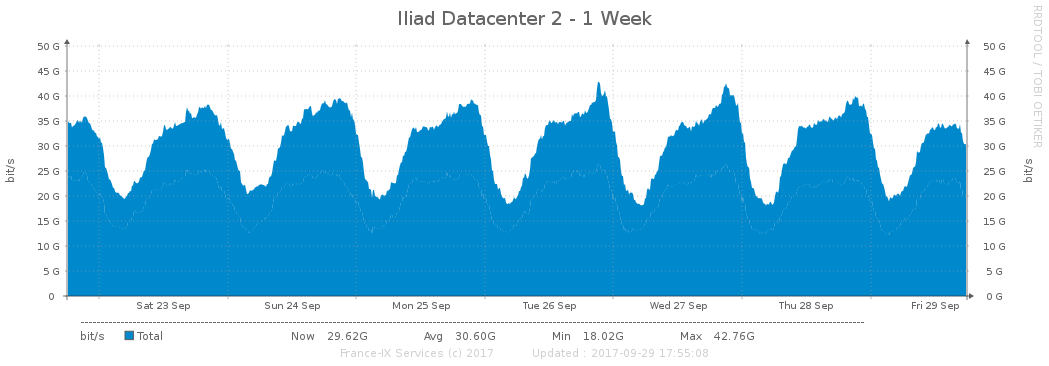 Iliad Datacenter 2 - 1 Week
RRDTOOL / TOBI OETIKER
50 G 50 G
45 G 45 G
40 G 40 G
35 G 35 G
30 G 30 G
25 G 25 G
20 G 20 G
15 G 15 G
10 G 10 G
5 G 5 G
0 0 G
bit/s bit/s
Sat 23 Sep Sun 24 Sep Mon 25 Sep Tue 26 Sep Wed 27 Sep Thu 28 Sep Fri 29 Sep
bit/s Total Now 29.62G Avg 30.60G Min 18.02G Max 42.76G
France-IX Services (c) 2017 Updated : 2017-09-29 17:55:08